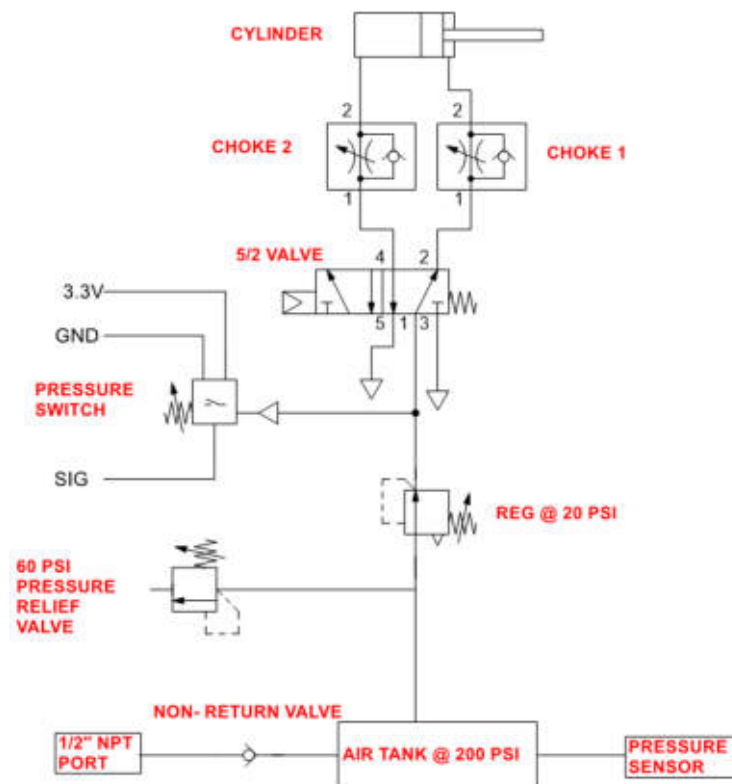 CYLINDER
2
2
CHOKE 2
CHOKE 1
1
1
5/2 VALVE
4
2
3.3V
5
1
3
GND
PRESSURE
SWITCH
SIG
REG @ 20 PSI
60 PSI
PRESSURE
RELIEF
VALVE
NON- RETURN VALVE
1/2" NPT
PORT
AIR TANK @ 200 PSI
PRESSURE
SENSOR